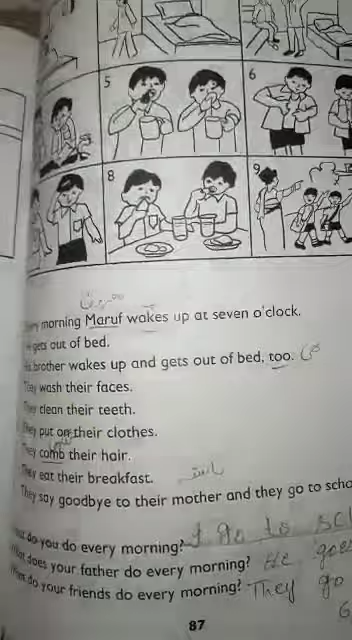 5
6
8
9
morning Maruf wakes up at seven o'clock.
gets out of bed.
brother wakes up and gets out of bed, too.
They wash their faces.
They clean their teeth.
They put on their clothes.
They comb their hair.
They eat their breakfast.
They say goodbye to their mother and they go to
do you do every morning? I go to
What does your father do every morning? He goes
What do your friends do every morning? They go
87